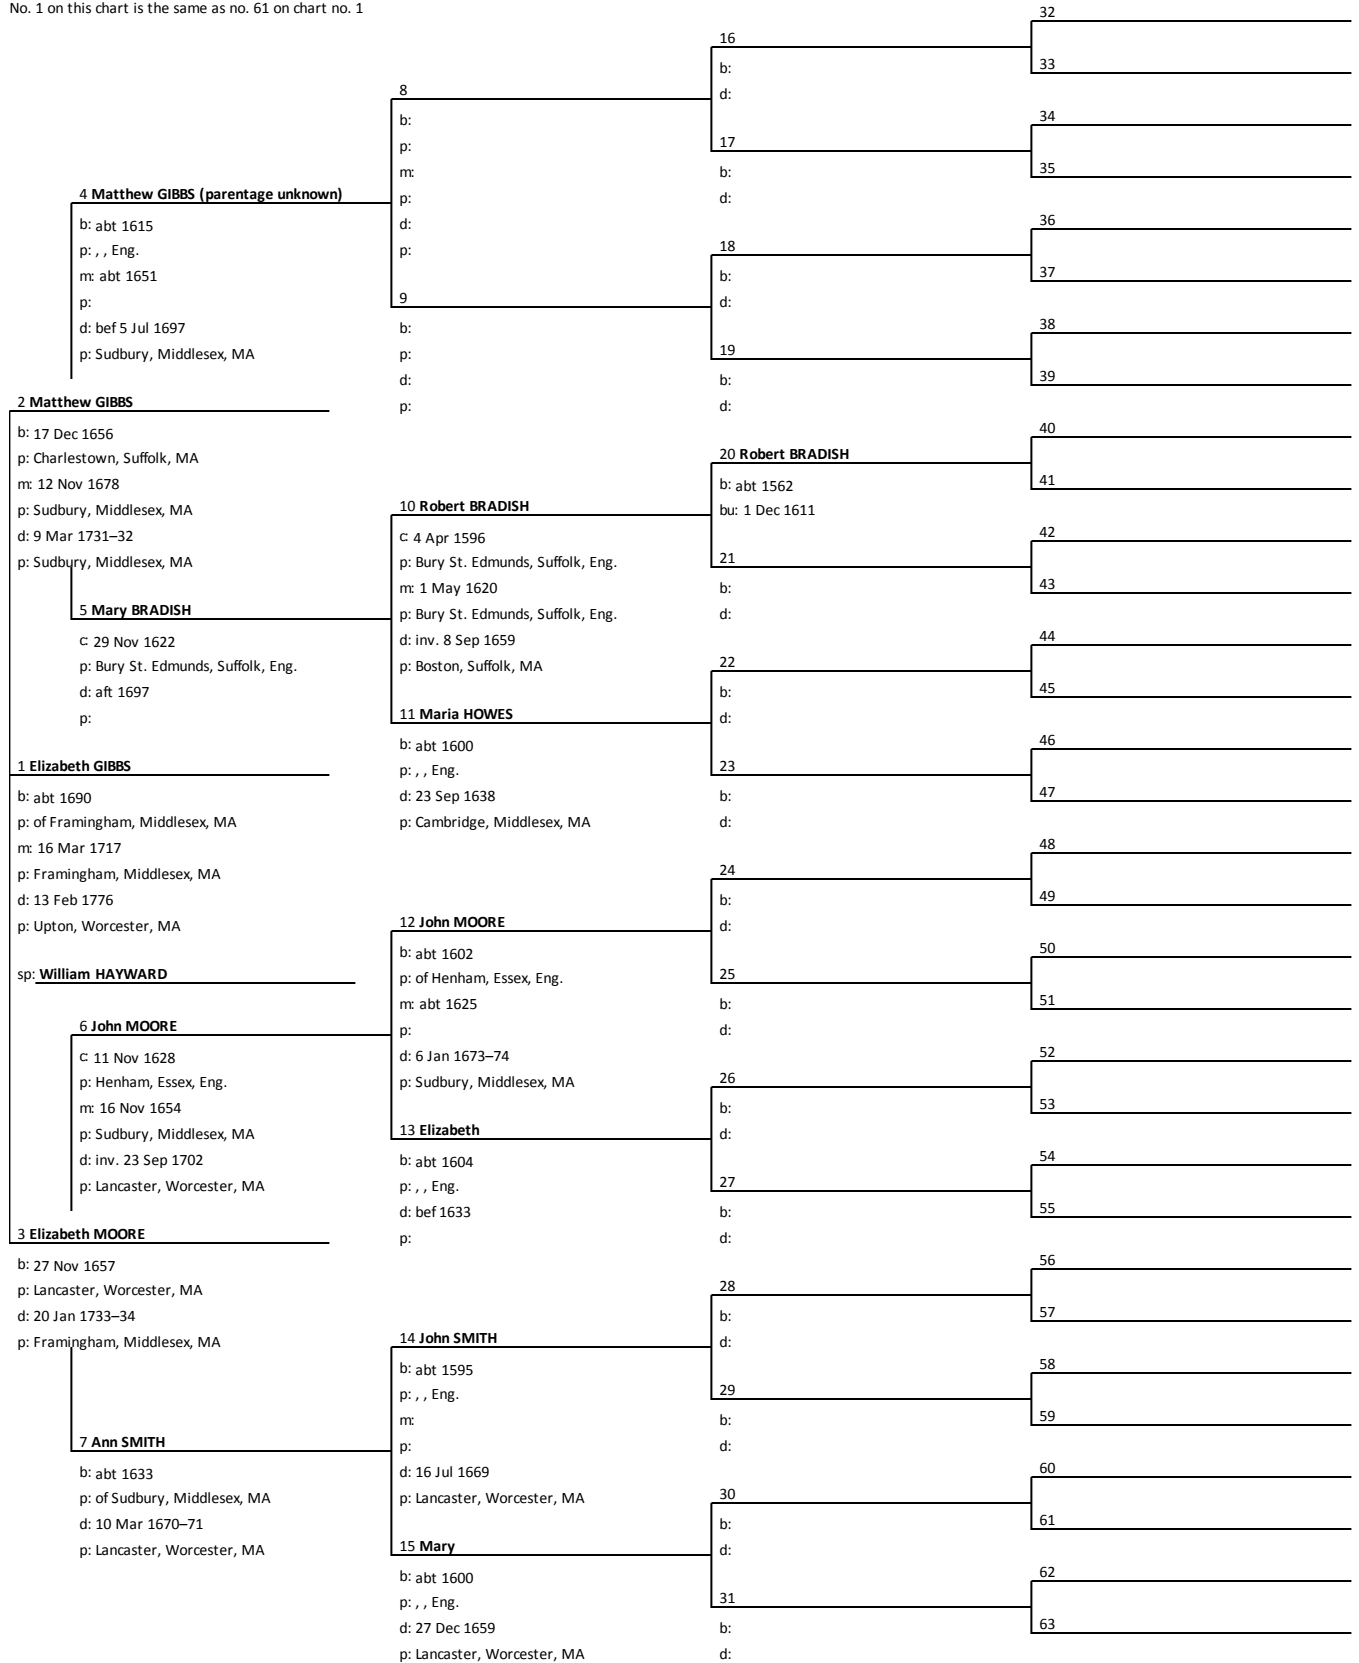 No. 1 on this chart is the same as no. 61 on chart no. 1
4 Matthew GIBBS (parentage unknown)
b: abt 1615
p: , , Eng.
m: abt 1651
p:
d: bef 5 Jul 1697
p: Sudbury, Middlesex, MA
2 Matthew GIBBS
b: 17 Dec 1656
p: Charlestown, Suffolk, MA
m: 12 Nov 1678
p: Sudbury, Middlesex, MA
d: 9 Mar 1731–32
p: Sudbury, Middlesex, MA
5 Mary BRADISH
c: 29 Nov 1622
p: Bury St. Edmunds, Suffolk, Eng.
d: aft 1697
p:
1 Elizabeth GIBBS
b: abt 1690
p: of Framingham, Middlesex, MA
m: 16 Mar 1717
p: Framingham, Middlesex, MA
d: 13 Feb 1776
p: Upton, Worcester, MA
sp: William HAYWARD
6 John MOORE
c: 11 Nov 1628
p: Henham, Essex, Eng.
m: 16 Nov 1654
p: Sudbury, Middlesex, MA
d: inv. 23 Sep 1702
p: Lancaster, Worcester, MA
3 Elizabeth MOORE
b: 27 Nov 1657
p: Lancaster, Worcester, MA
d: 20 Jan 1733–34
p: Framingham, Middlesex, MA
7 Ann SMITH
b: abt 1633
p: of Sudbury, Middlesex, MA
d: 10 Mar 1670–71
p: Lancaster, Worcester, MA
8
b:
p:
m:
p:
d:
p:
9
b:
p:
d:
p:
10 Robert BRADISH
c: 4 Apr 1596
p: Bury St. Edmunds, Suffolk, Eng.
m: 1 May 1620
p: Bury St. Edmunds, Suffolk, Eng.
d: inv. 8 Sep 1659
p: Boston, Suffolk, MA
11 Maria HOWES
b: abt 1600
p: , , Eng.
d: 23 Sep 1638
p: Cambridge, Middlesex, MA
12 John MOORE
b: abt 1602
p: of Henham, Essex, Eng.
m: abt 1625
p:
d: 6 Jan 1673–74
p: Sudbury, Middlesex, MA
13 Elizabeth
b: abt 1604
p: , , Eng.
d: bef 1633
p:
14 John SMITH
b: abt 1595
p: , , Eng.
m:
p:
d: 16 Jul 1669
p: Lancaster, Worcester, MA
15 Mary
b: abt 1600
p: , , Eng.
d: 27 Dec 1659
p: Lancaster, Worcester, MA
16
b:
d:
17
b:
d:
18
b:
d:
19
b:
d:
20 Robert BRADISH
b: abt 1562
bu: 1 Dec 1611
21
b:
d:
22
b:
d:
23
b:
d:
24
b:
d:
25
b:
d:
26
b:
d:
27
b:
d:
28
b:
d:
29
b:
d:
30
b:
d:
31
b:
d:
32
33
34
35
36
37
38
39
40
41
42
43
44
45
46
47
48
49
50
51
52
53
54
55
56
57
58
59
60
61
62
63